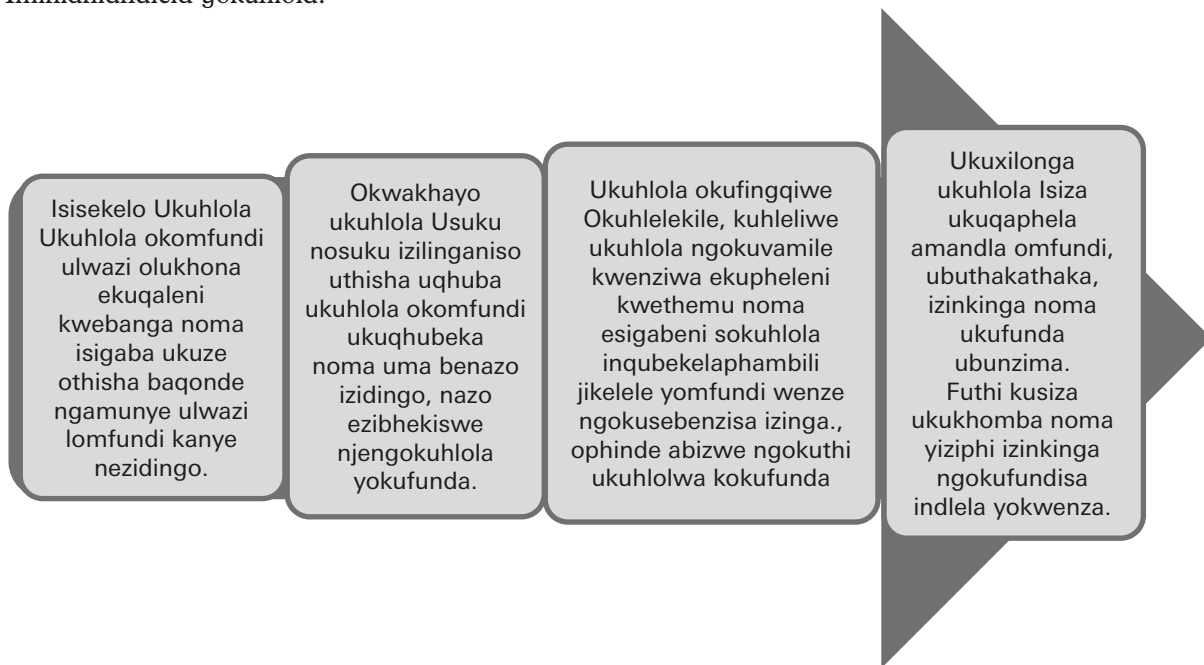 Isisekelo Ukuhlola
Ukuhlola okomfundi
ulwazi olukhona
ekuqaleni
kwebanga noma
isigaba ukuze
othisha baqonde
ngamunye ulwazi
lomfundi kanye
nezidingo.
Okwakhayo
ukuhlola Usuku
nosuku izilinganiso
uthisha uqhuba
ukuhlola okomfundi
ukuqhubeka
noma uma benazo
izidingo, nazo
ezibhekiswe
njengokuhlola
yokufunda.
Ukuhlola okufingqiwe
Okuhlelekile, kuhleliwe
ukuhlola ngokuvamile
kwenziwa ekupheleni
kwethemu noma
esigabeni sokuhlola
inqubekelaphambili
jikelele yomfundi wenze
ngokusebenzisa izinga.,
ophinde abizwe ngokuthi
ukuhlolwa kokufunda
Ukuxilonga
ukuhlola Isiza
ukuqaphela
amandla omfundi,
ubuthakathaka,
izinkinga noma
ukufunda
ubunzima.
Futhi kusiza
ukukhomba noma
yiziphi izinkinga
ngokufundisa
indlela yokwenza.